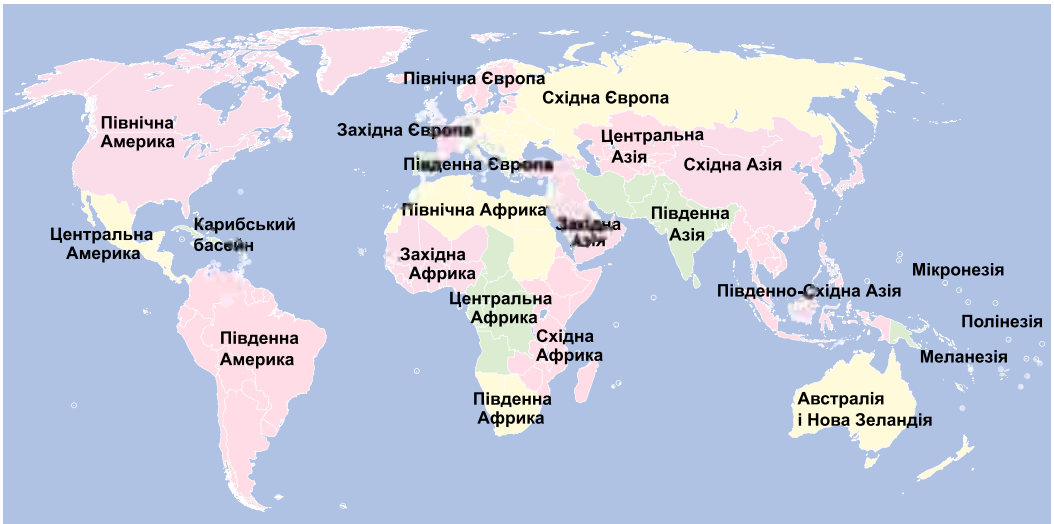 Північна Європа
Східна Європа
Північна
Америка
Західна Європа
Центральна
Азія
Південна Європа
Східна Азія
Північна Африка
Південна
Азія
Західна
Азія
Карибський
басейн
Центральна
Америка
Західна
Африка
Мікронезія
Південно-Східна Азія
Центральна
Африка
Полінезія
Південна
Америка
Східна
Африка
Меланезія
Південна
Африка
Австралія
і Нова Зеландія